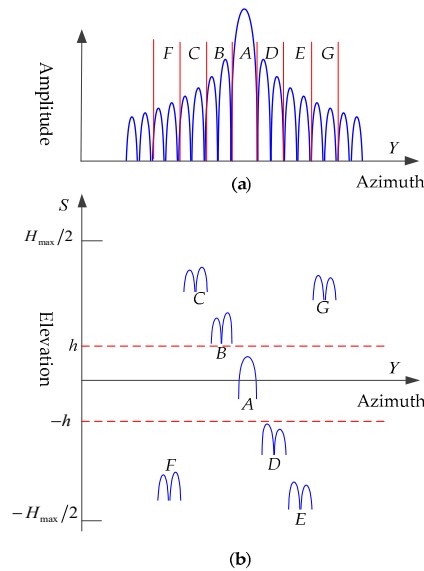 F C B A D E G
Amplitude
Y
Azimuth
(a)
S
H_max/2
C
G
Elevation
h
B
Y
A
Azimuth
-h
D
F
E
-H_max/2
(b)